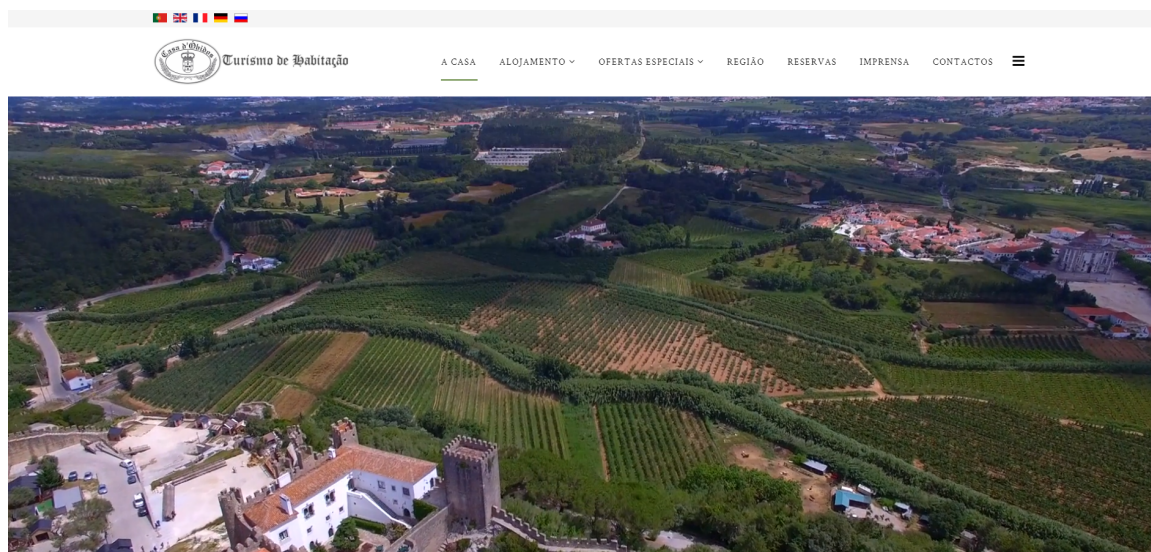 Casa d'Óbidos
Turismo de Habitação
A CASA
ALOJAMENTO
OFERTAS ESPECIAIS
REGIÃO
RESERVAS
IMPRENSA
CONTACTOS